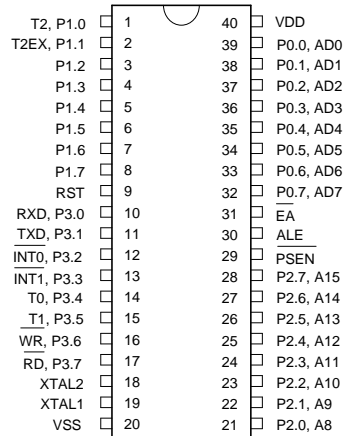 T2, P1.0 1 40 VDD
T2EX, P1.1 2 39 P0.0, AD0
P1.2 3 38 P0.1, AD1
P1.3 4 37 P0.2, AD2
P1.4 5 36 P0.3, AD3
P1.5 6 35 P0.4, AD4
P1.6 7 34 P0.5, AD5
P1.7 8 33 P0.6, AD6
RST 9 32 P0.7, AD7
RXD, P3.0 10 31 EA
TXD, P3.1 11 30 ALE
INT0, P3.2 12 29 PSEN
INT1, P3.3 13 28 P2.7, A15
T0, P3.4 14 27 P2.6, A14
T1, P3.5 15 26 P2.5, A13
WR, P3.6 16 25 P2.4, A12
RD, P3.7 17 24 P2.3, A11
XTAL2 18 23 P2.2, A10
XTAL1 19 22 P2.1, A9
VSS 20 21 P2.0, A8